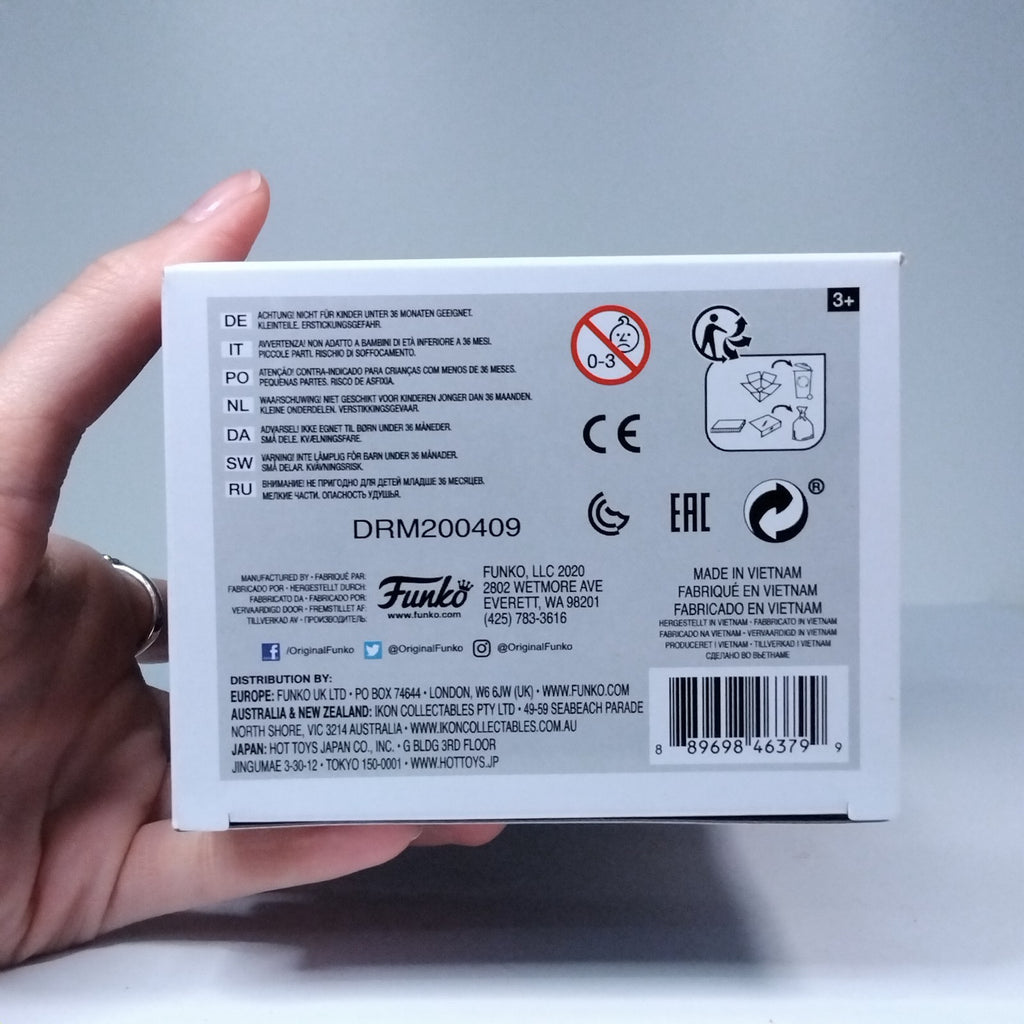 3+
DE ACHTUNG! NICHT FÜR KINDER UNTER 36 MONATEN GEEIGNET.
KLEINTEILE. ERSTICKUNGSGEFAHR.
IT AVVERTENZA! NON ADATTO A BAMBINI DI ETÀ INFERIORE A 36 MESI.
PICCOLE PARTI. RISCHIO DI SOFFOCAMENTO.
PO ATENÇÃO! CONTRA-INDICADO PARA CRIANÇAS COM MENOS DE 36 MESES.
PEQUENAS PARTES. RISCO DE ASFIXIA.
NL WAARSCHUWING! NIET GESCHIKT VOOR KINDEREN JONGER DAN 36 MAANDEN.
KLEINE ONDERDELEN. VERSTIKKINGSGEVAAR.
DA ADVARSEL! IKKE EGNET TIL BØRN UNDER 36 MÅNEDER.
SMÅ DELE. KVÆLNINGSFARE.
SW VARNING! INTE LÄMPLIG FÖR BARN UNDER 36 MÅNADER.
SMÅ DELAR. KVÄVNINGSRISK.
RU ВНИМАНИЕ! НЕ ПРИГОДНО ДЛЯ ДЕТЕЙ МЛАДШЕ 36 МЕСЯЦЕВ.
МЕЛКИЕ ЧАСТИ. ОПАСНОСТЬ УДУШЬЯ.
0-3
CE
EAC
®
DRM200409
MANUFACTURED BY • FABRIQUÉ PAR:
FABRICADO POR • HERGESTELLT DURCH:
FABBRICATO DA • FABRICADO POR:
VERVAARDIGD DOOR • FREMSTILLET AF:
TILLVERKAD AV • ПРОИЗВОДИТЕЛЬ:
Funko
www.funko.com
FUNKO, LLC 2020
2802 WETMORE AVE
EVERETT, WA 98201
(425) 783-3616
MADE IN VIETNAM
FABRIQUÉ EN VIETNAM
FABRICADO EN VIETNAM
HERGESTELLT IN VIETNAM • FABBRICATO IN VIETNAM
FABRICADO NA VIETNAM • VERVAARDIGD IN VIETNAM
PRODUCERET I VIETNAM • TILLVERKAD I VIETNAM
СДЕЛАНО ВО ВЬЕТНАМЕ
/OriginalFunko @OriginalFunko @OriginalFunko
DISTRIBUTION BY:
EUROPE: FUNKO UK LTD • PO BOX 74644 • LONDON, W6 6JW (UK) • WWW.FUNKO.COM
AUSTRALIA & NEW ZEALAND: IKON COLLECTABLES PTY LTD • 49-59 SEABEACH PARADE
NORTH SHORE, VIC 3214 AUSTRALIA • WWW.IKONCOLLECTABLES.COM.AU
JAPAN: HOT TOYS JAPAN CO., INC. • G BLDG 3RD FLOOR
JINGUMAE 3-30-12 • TOKYO 150-0001 • WWW.HOTTOYS.JP
8 89698 46379 9